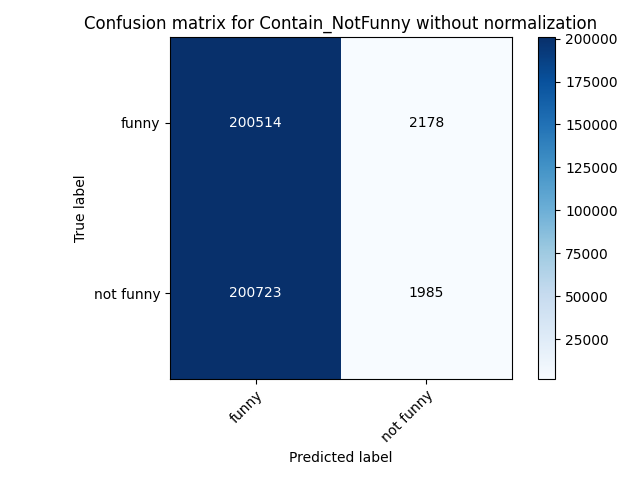 Confusion matrix for Contain_NotFunny without normalization
funny
200514
2178
not funny
200723
1985
True label
funny
not funny
Predicted label
200000
175000
150000
125000
100000
75000
50000
25000